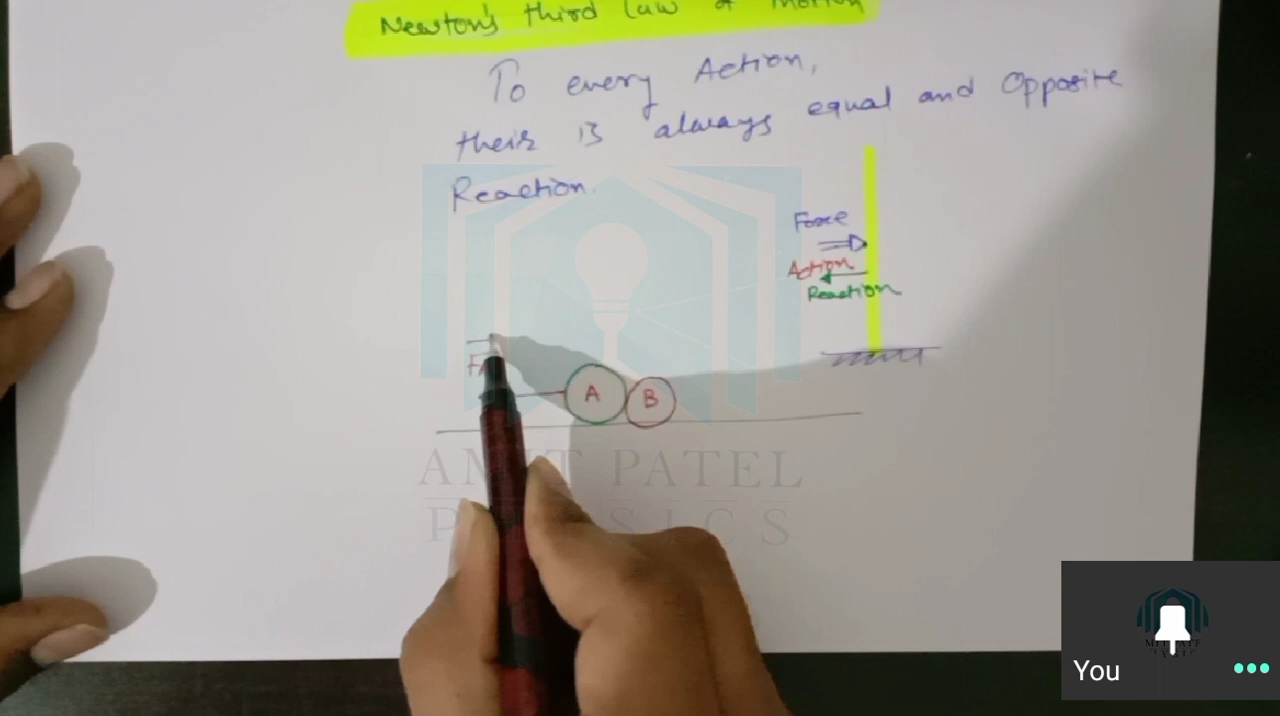 Newton's third law of motion
To every Action,
their is always equal and Opposite
Reaction.
Force
Action
Reaction
A B
AMIT PATEL
PHYSICS
You